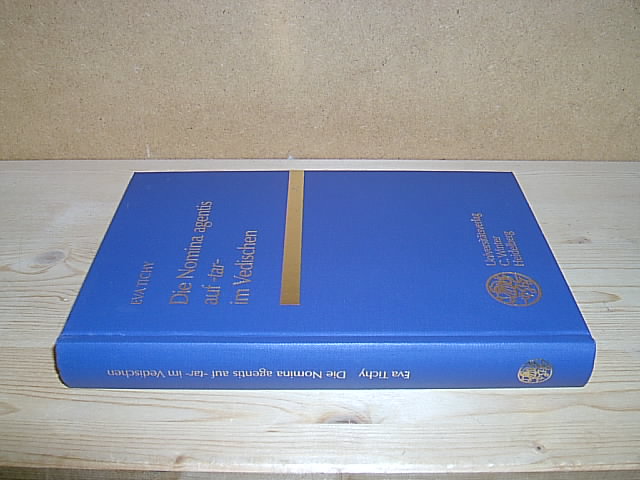 EVA TICHY
Die Nomina agentis
auf -tar-
im Vedischen
Universitätsverlag
C. Winter
Heidelberg
Eva Tichy Die Nomina agentis auf -tar- im Vedischen